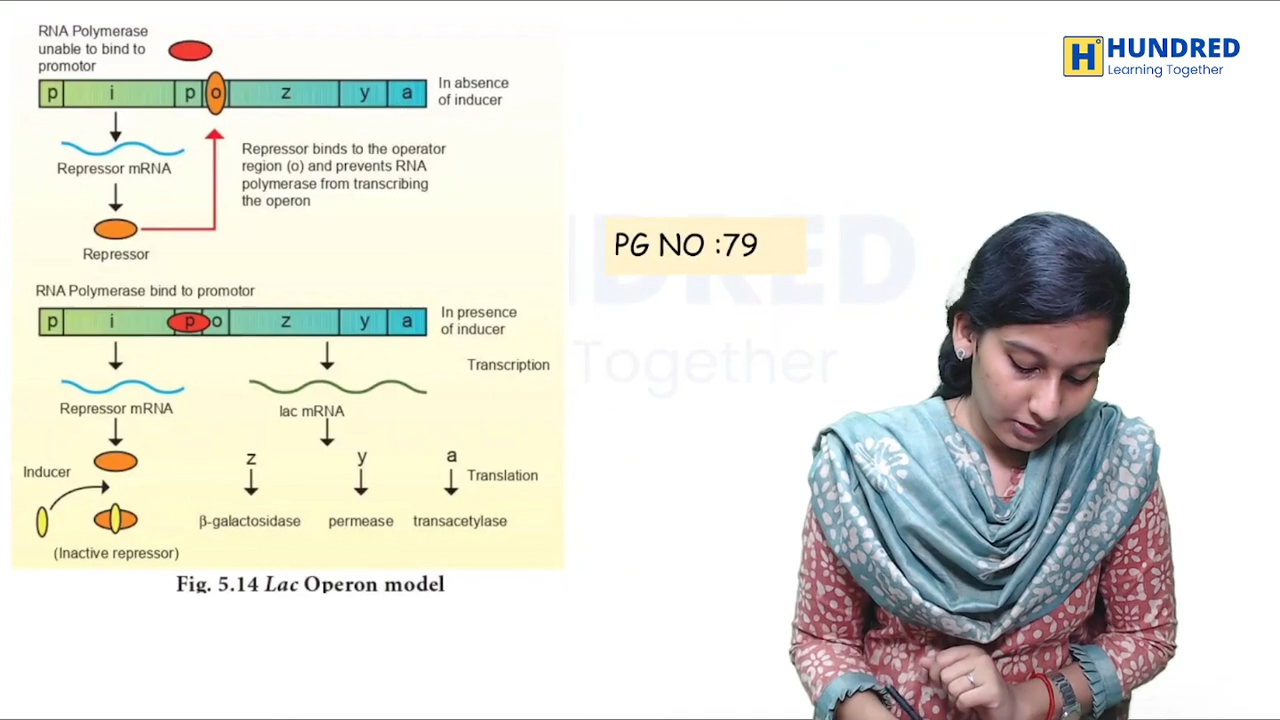 RNA Polymerase
unable to bind to
promotor
p i p o z y a
In absence
of inducer
Repressor mRNA
Repressor binds to the operator
region (o) and prevents RNA
polymerase from transcribing
the operon
Repressor
RNA Polymerase bind to promotor
p i p o z y a
In presence
of inducer
Transcription
Repressor mRNA
lac mRNA
z y a
Inducer
Translation
β-galactosidase permease transacetylase
(Inactive repressor)
Fig. 5.14 Lac Operon model
PG NO :79
H° HUNDRED
Learning Together
DRED
Together